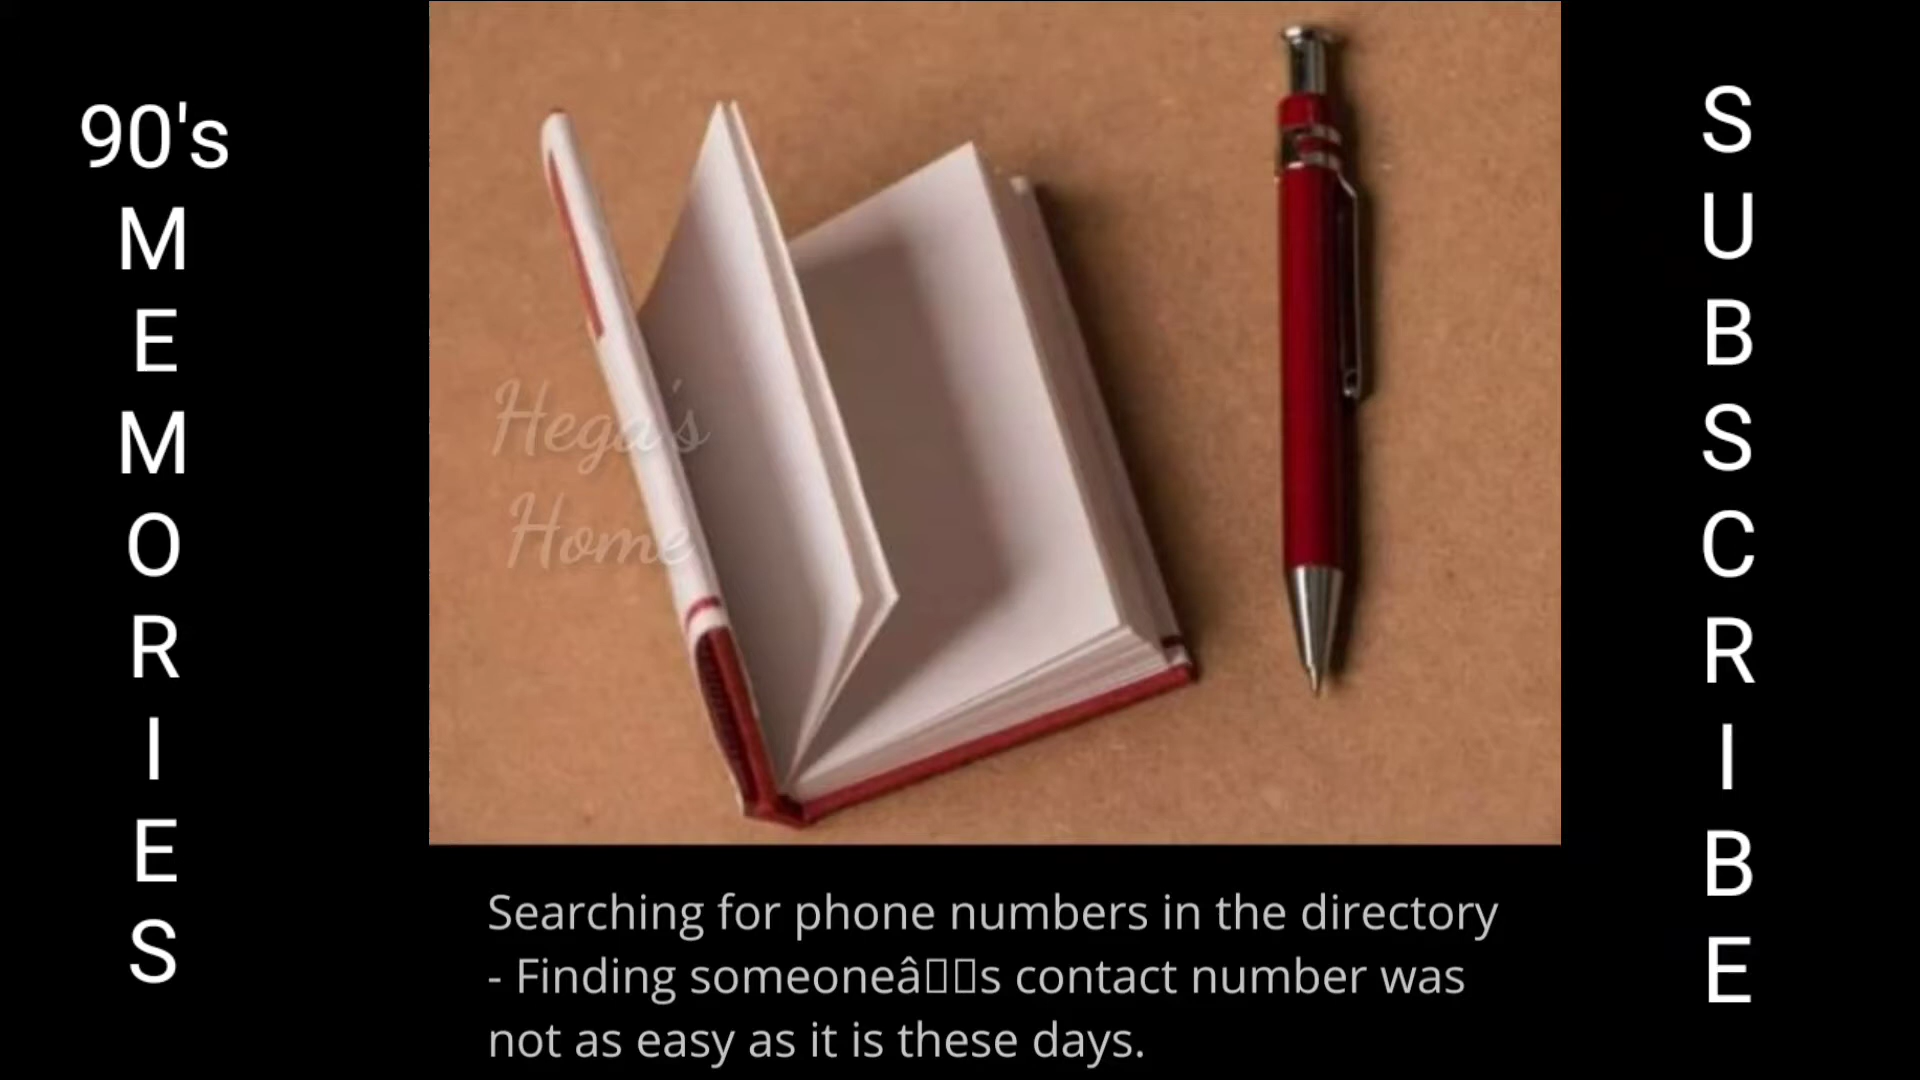 90's
M
E
M
O
R
I
E
S
Hega's
Home
S
U
B
S
C
R
I
B
E
Searching for phone numbers in the directory
- Finding someoneâ▯▯s contact number was
not as easy as it is these days.